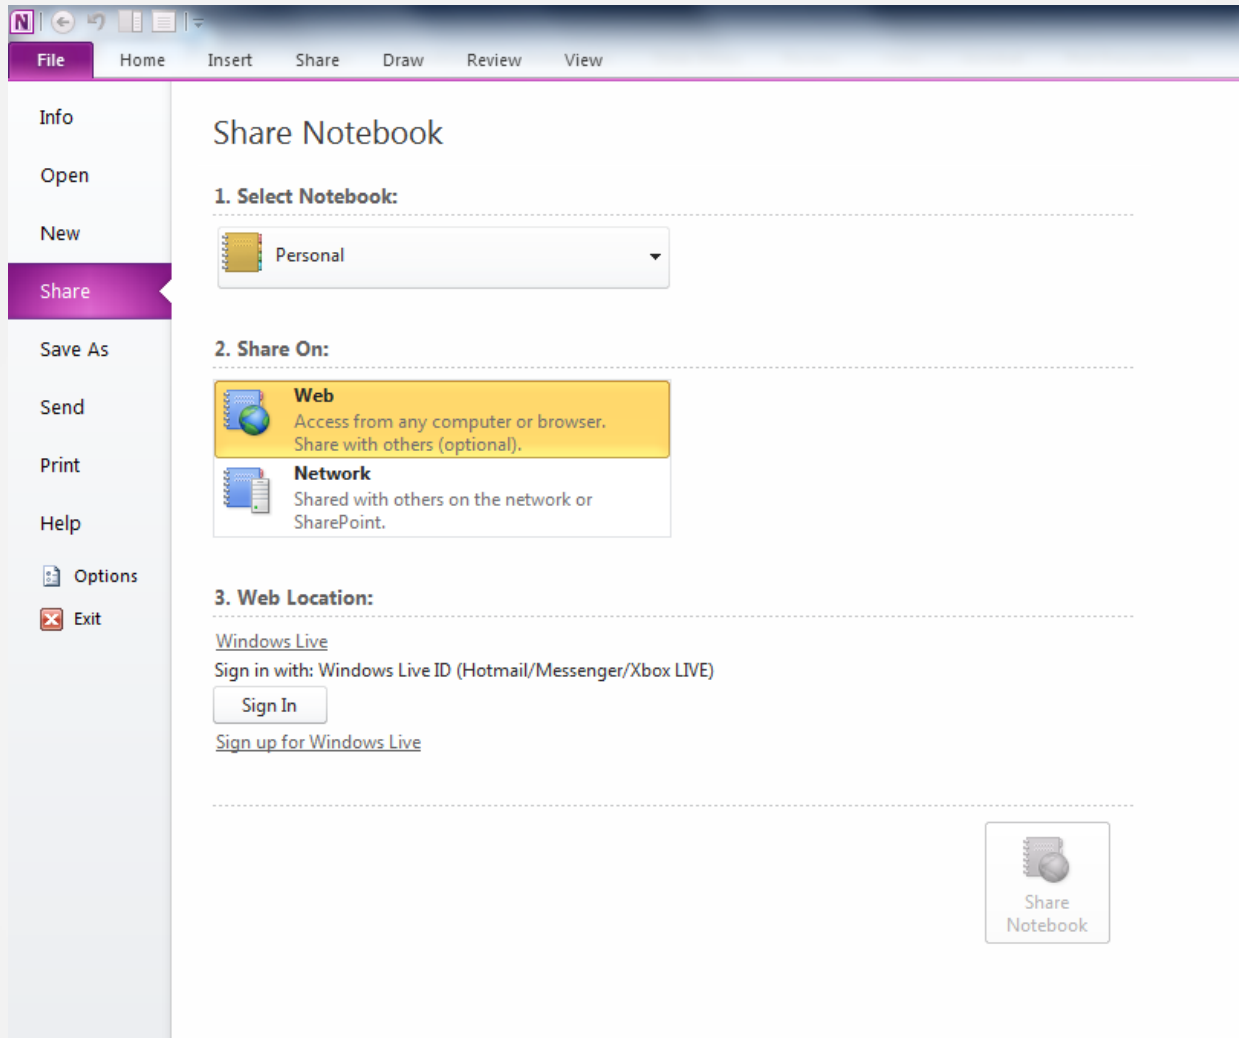 N
File Home Insert Share Draw Review View
Info
Open
New
Share
Save As
Send
Print
Help
Options
Exit
Share Notebook
1. Select Notebook:
Personal
2. Share On:
Web
Access from any computer or browser.
Share with others (optional).
Network
Shared with others on the network or
SharePoint.
3. Web Location:
Windows Live
Sign in with: Windows Live ID (Hotmail/Messenger/Xbox LIVE)
Sign In
Sign up for Windows Live
Share
Notebook